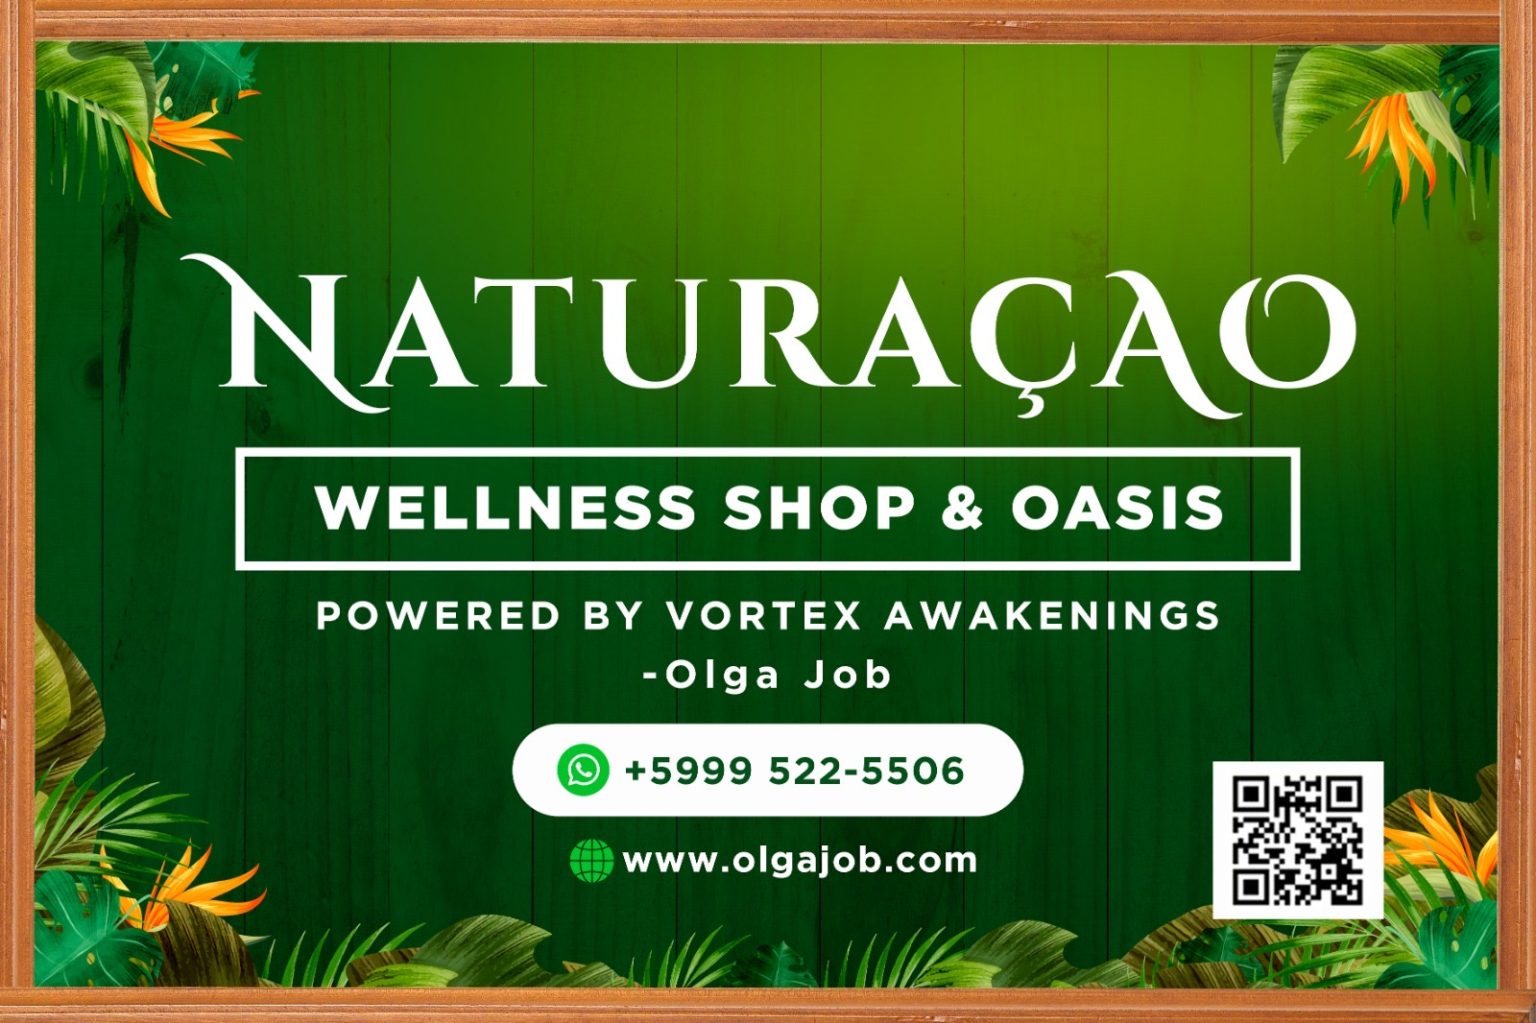 NATURAÇAO
WELLNESS SHOP & OASIS
POWERED BY VORTEX AWAKENINGS
-Olga Job
+5999 522-5506
www.olgajob.com